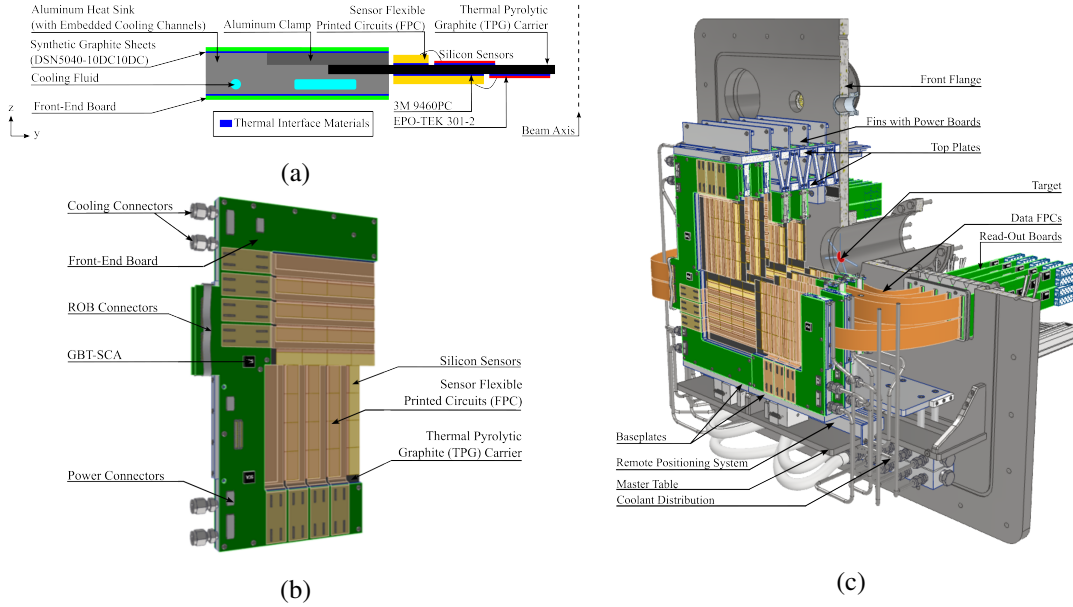 Aluminum Heat Sink
(with Embedded Cooling Channels)
Aluminum Clamp
Sensor Flexible
Printed Circuits (FPC)
Thermal Pyrolytic
Graphite (TPG) Carrier
Synthetic Graphite Sheets
(DSN5040-10DC10DC)
Silicon Sensors
Cooling Fluid
Front-End Board
3M 9460PC
EPO-TEK 301-2
Beam Axis
z
y
Thermal Interface Materials
(a)
Cooling Connectors
Front-End Board
ROB Connectors
GBT-SCA
Silicon Sensors
Sensor Flexible
Printed Circuits (FPC)
Thermal Pyrolytic
Graphite (TPG) Carrier
Power Connectors
(b)
Front Flange
Fins with Power Boards
Top Plates
Target
Data FPCs
Read-Out Boards
Baseplates
Remote Positioning System
Master Table
Coolant Distribution
(c)